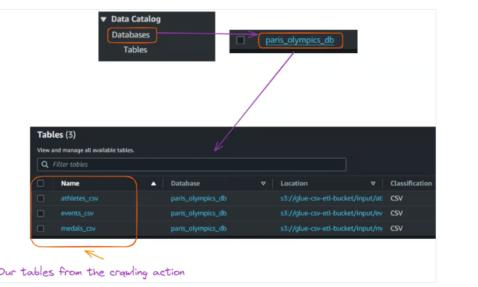 ▼ Data Catalog
Databases
Tables
paris_olympics_db
Tables (3)
View and manage all available tables.
Filter tables
Name Database Location Classification
athletes_csv paris_olympics_db s3://glue-csv-etl-bucket/input/at CSV
events_csv paris_olympics_db s3://glue-csv-etl-bucket/input/ev CSV
medals_csv paris_olympics_db s3://glue-csv-etl-bucket/input/m CSV
Our tables from the crawling action